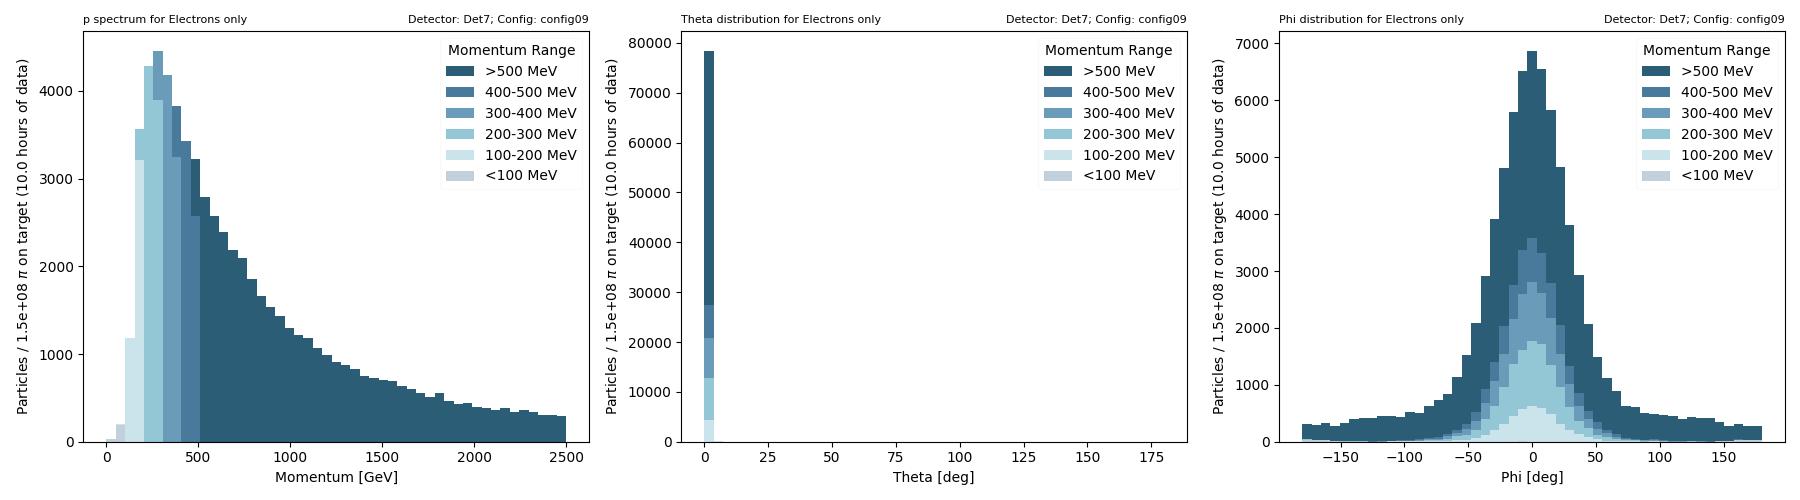 p spectrum for Electrons only
Detector: Det7; Config: config09
Particles / 1.5e+08 π on target (10.0 hours of data)
4000
3000
2000
1000
0
Momentum Range
>500 MeV
400-500 MeV
300-400 MeV
200-300 MeV
100-200 MeV
<100 MeV
0 500 1000 1500 2000 2500
Momentum [GeV]
Theta distribution for Electrons only
Detector: Det7; Config: config09
Particles / 1.5e+08 π on target (10.0 hours of data)
80000
70000
60000
50000
40000
30000
20000
10000
0
Momentum Range
>500 MeV
400-500 MeV
300-400 MeV
200-300 MeV
100-200 MeV
<100 MeV
0 25 50 75 100 125 150 175
Theta [deg]
Phi distribution for Electrons only
Detector: Det7; Config: config09
Particles / 1.5e+08 π on target (10.0 hours of data)
7000
6000
5000
4000
3000
2000
1000
0
Momentum Range
>500 MeV
400-500 MeV
300-400 MeV
200-300 MeV
100-200 MeV
<100 MeV
−150 −100 −50 0 50 100 150
Phi [deg]